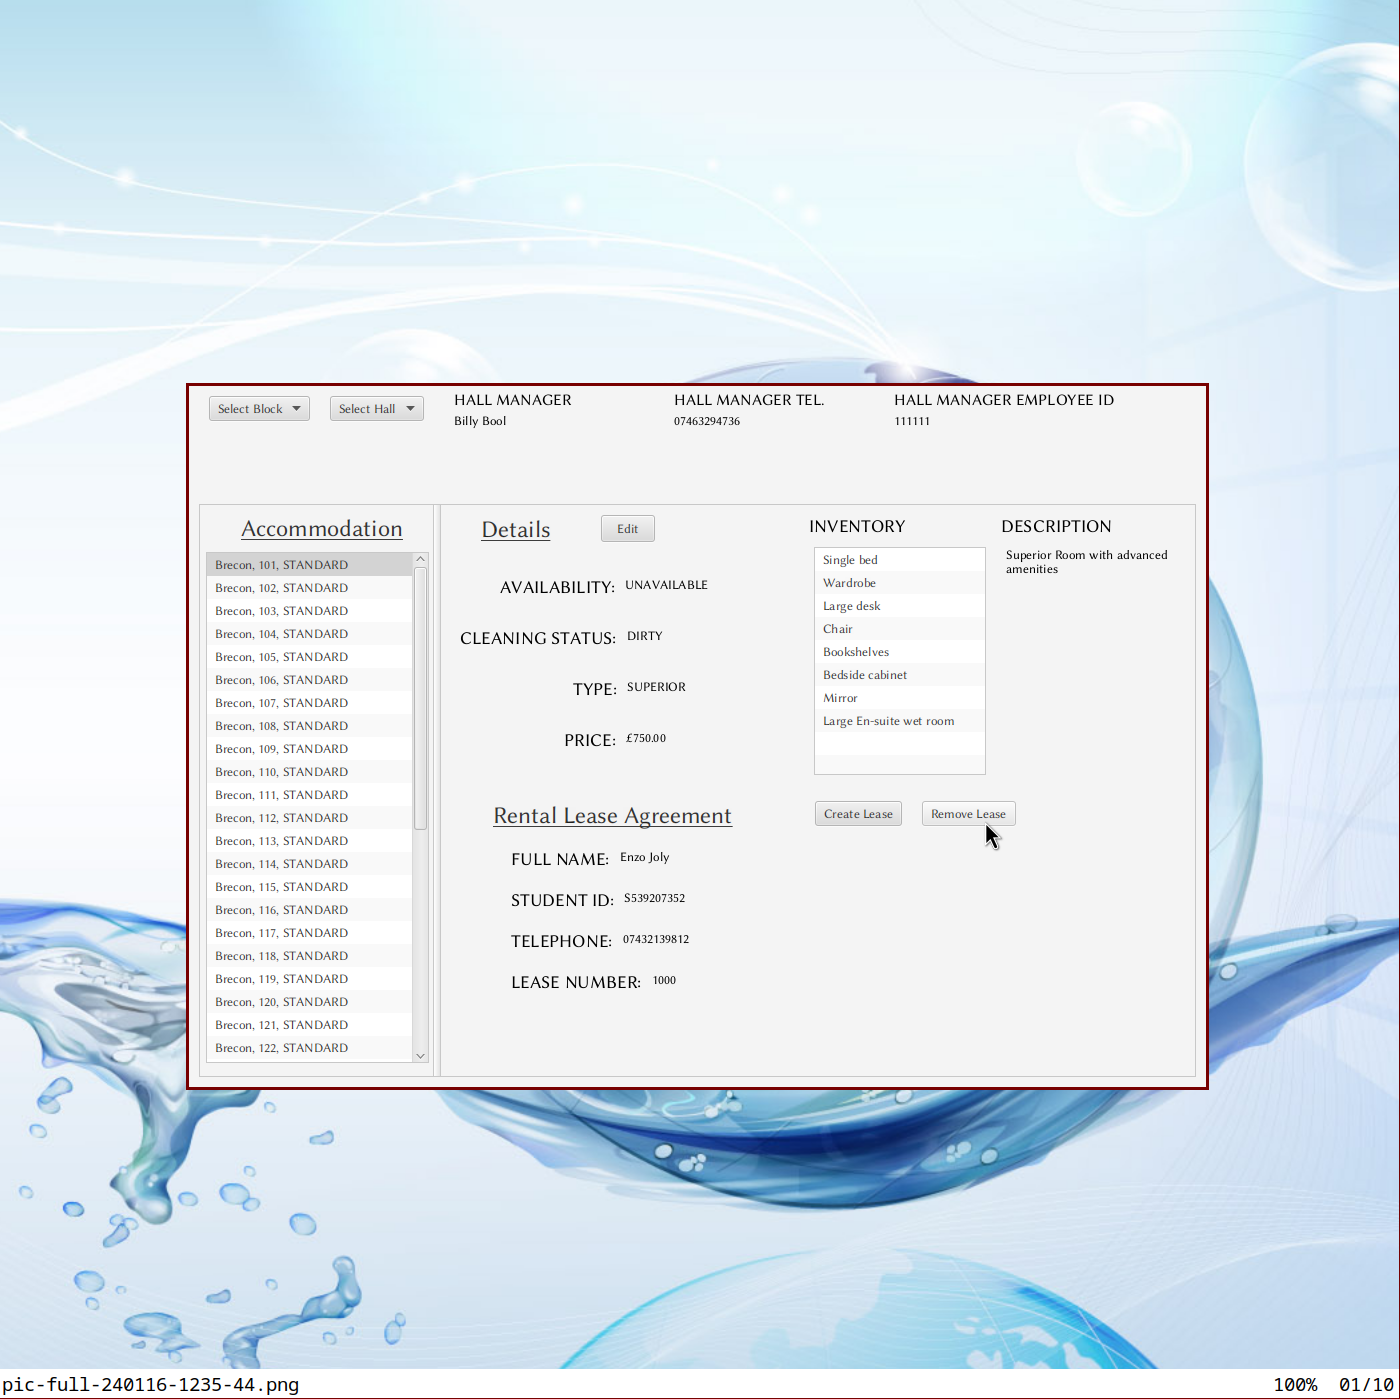 Select Block
Select Hall
HALL MANAGER
Billy Bool
HALL MANAGER TEL.
07463294736
HALL MANAGER EMPLOYEE ID
111111
Accommodation
Brecon, 101, STANDARD
Brecon, 102, STANDARD
Brecon, 103, STANDARD
Brecon, 104, STANDARD
Brecon, 105, STANDARD
Brecon, 106, STANDARD
Brecon, 107, STANDARD
Brecon, 108, STANDARD
Brecon, 109, STANDARD
Brecon, 110, STANDARD
Brecon, 111, STANDARD
Brecon, 112, STANDARD
Brecon, 113, STANDARD
Brecon, 114, STANDARD
Brecon, 115, STANDARD
Brecon, 116, STANDARD
Brecon, 117, STANDARD
Brecon, 118, STANDARD
Brecon, 119, STANDARD
Brecon, 120, STANDARD
Brecon, 121, STANDARD
Brecon, 122, STANDARD
Details
Edit
AVAILABILITY: UNAVAILABLE
CLEANING STATUS: DIRTY
TYPE: SUPERIOR
PRICE: £750.00
INVENTORY
Single bed
Wardrobe
Large desk
Chair
Bookshelves
Bedside cabinet
Mirror
Large En-suite wet room
DESCRIPTION
Superior Room with advanced
amenities
Rental Lease Agreement
Create Lease
Remove Lease
FULL NAME: Enzo Joly
STUDENT ID: S539207352
TELEPHONE: 07432139812
LEASE NUMBER: 1000
pic-full-240116-1235-44.png
100% 01/10